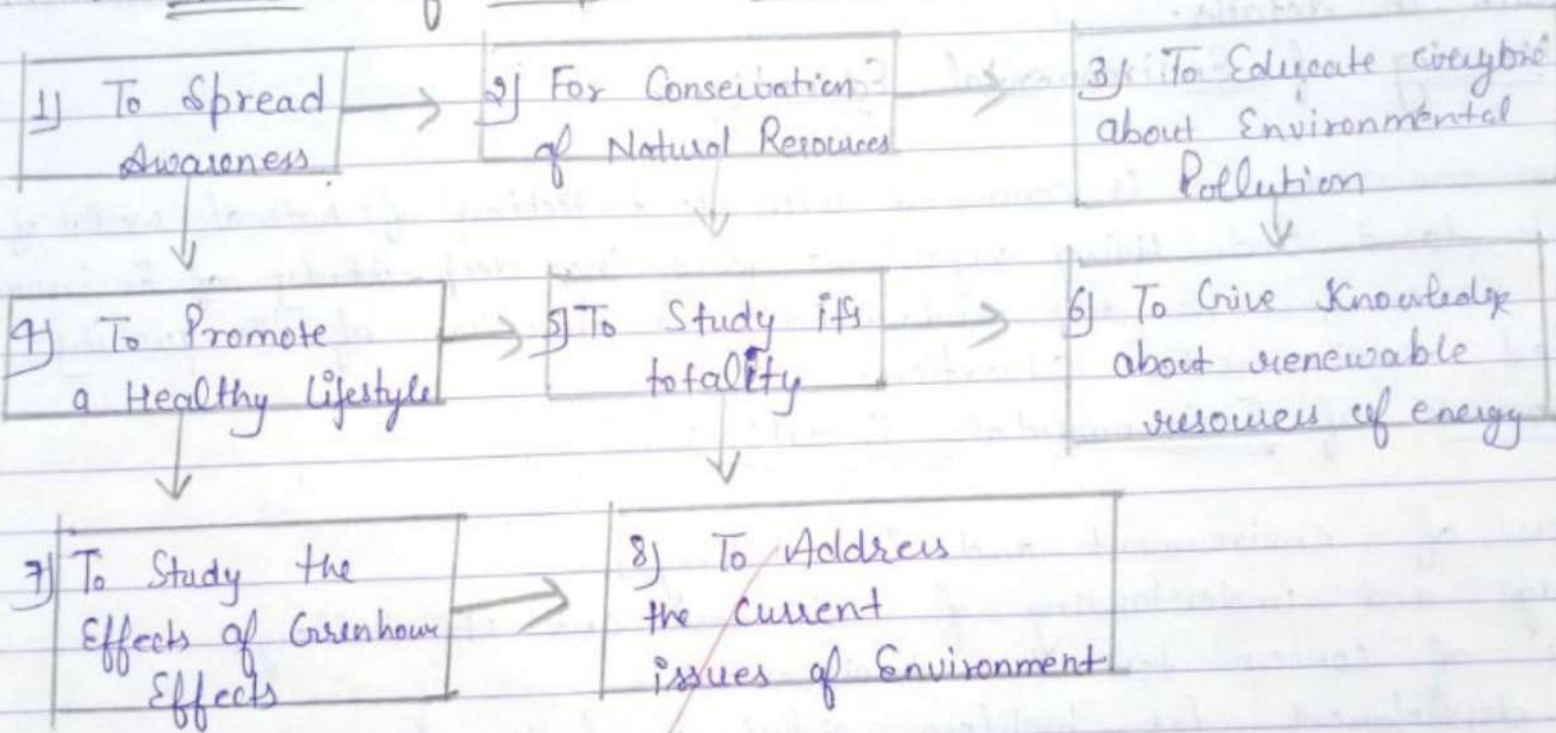 1) To Spread
Awareness
2) For Conservation
of Natural Resources
3) To Educate everybo
about Environmental
Pollution
4) To Promote
a Healthy Lifestyle
5) To Study its
totality
6) To Give Knowledge
about renewable
resources of energy
7) To Study the
Effects of Greenhouse
Effects
8) To Address
the Current
issues of Environment